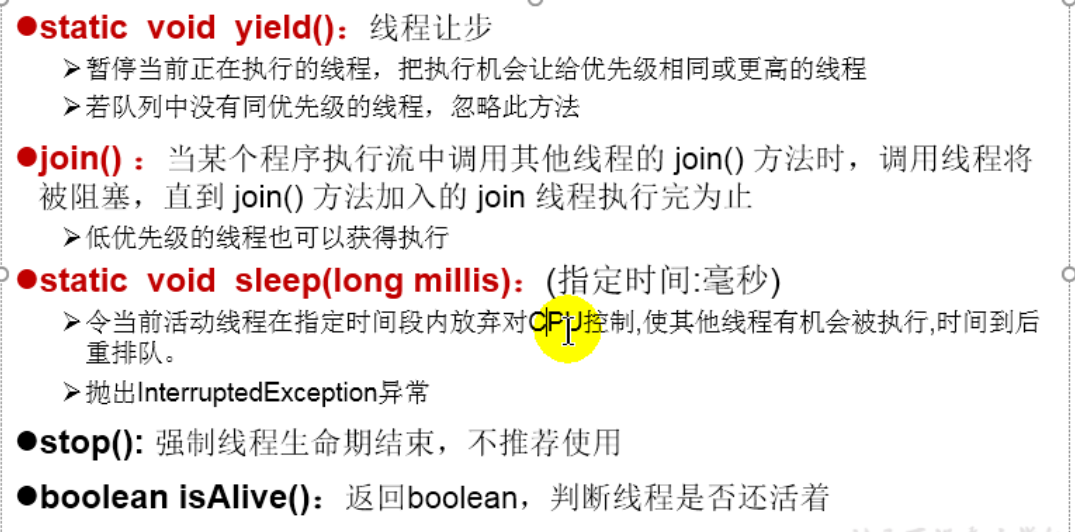 ●static void yield()：线程让步
➢暂停当前正在执行的线程，把执行机会让给优先级相同或更高的线程
➢若队列中没有同优先级的线程，忽略此方法
●join() ：当某个程序执行流中调用其他线程的 join() 方法时，调用线程将
被阻塞，直到 join() 方法加入的 join 线程执行完为止
➢低优先级的线程也可以获得执行
●static void sleep(long millis)：(指定时间:毫秒)
➢令当前活动线程在指定时间段内放弃对CPU控制,使其他线程有机会被执行,时间到后
重排队。
➢抛出InterruptedException异常
●stop(): 强制线程生命期结束，不推荐使用
●boolean isAlive()：返回boolean，判断线程是否还活着